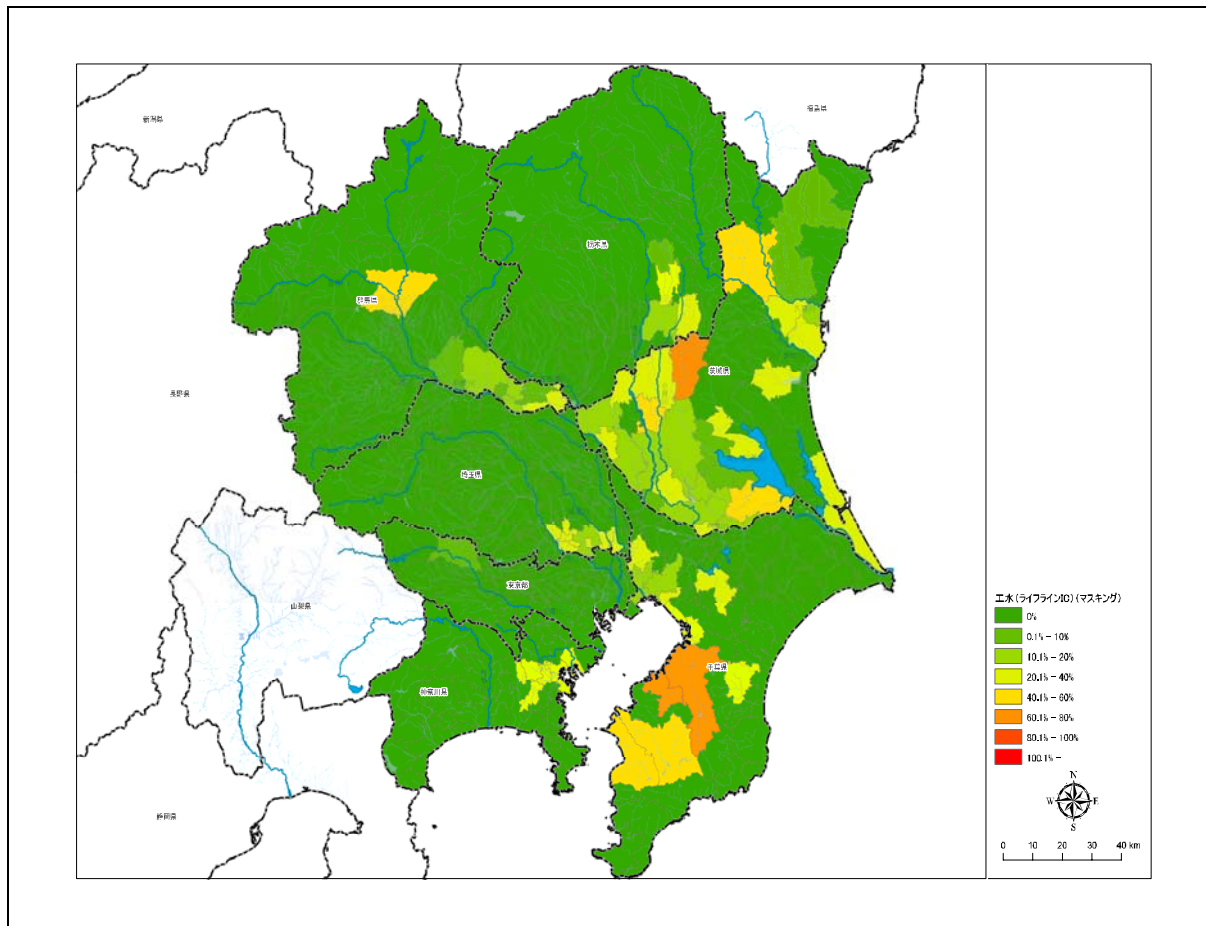 新潟県
福島県
栃木県
群馬県
茨城県
長野県
埼玉県
東京都
山梨県
千葉県
神奈川県
静岡県
工水(ライフラインIC)(マスキング)
0%
0.1% - 10%
10.1% - 20%
20.1% - 40%
40.1% - 60%
60.1% - 80%
80.1% - 100%
100.1% -
N
W E
S
0 10 20 30 40 km